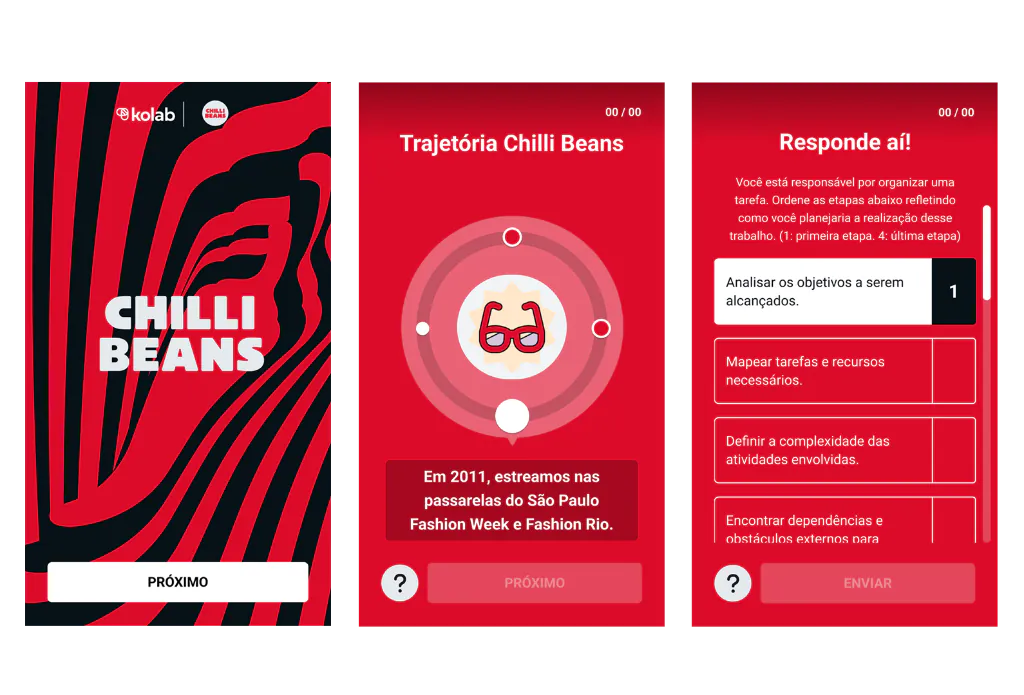 kolab
CHILLI
BEANS
CHILLI
BEANS
PRÓXIMO
00 / 00
Trajetória Chilli Beans
Em 2011, estreamos nas
passarelas do São Paulo
Fashion Week e Fashion Rio.
?
PRÓXIMO
00 / 00
Responde aí!
Você está responsável por organizar uma
tarefa. Ordene as etapas abaixo refletindo
como você planejaria a realização desse
trabalho. (1: primeira etapa. 4: última etapa)
Analisar os objetivos a serem
alcançados.
1
Mapear tarefas e recursos
necessários.
Definir a complexidade das
atividades envolvidas.
Encontrar dependências e
obstáculos externos para
?
ENVIAR